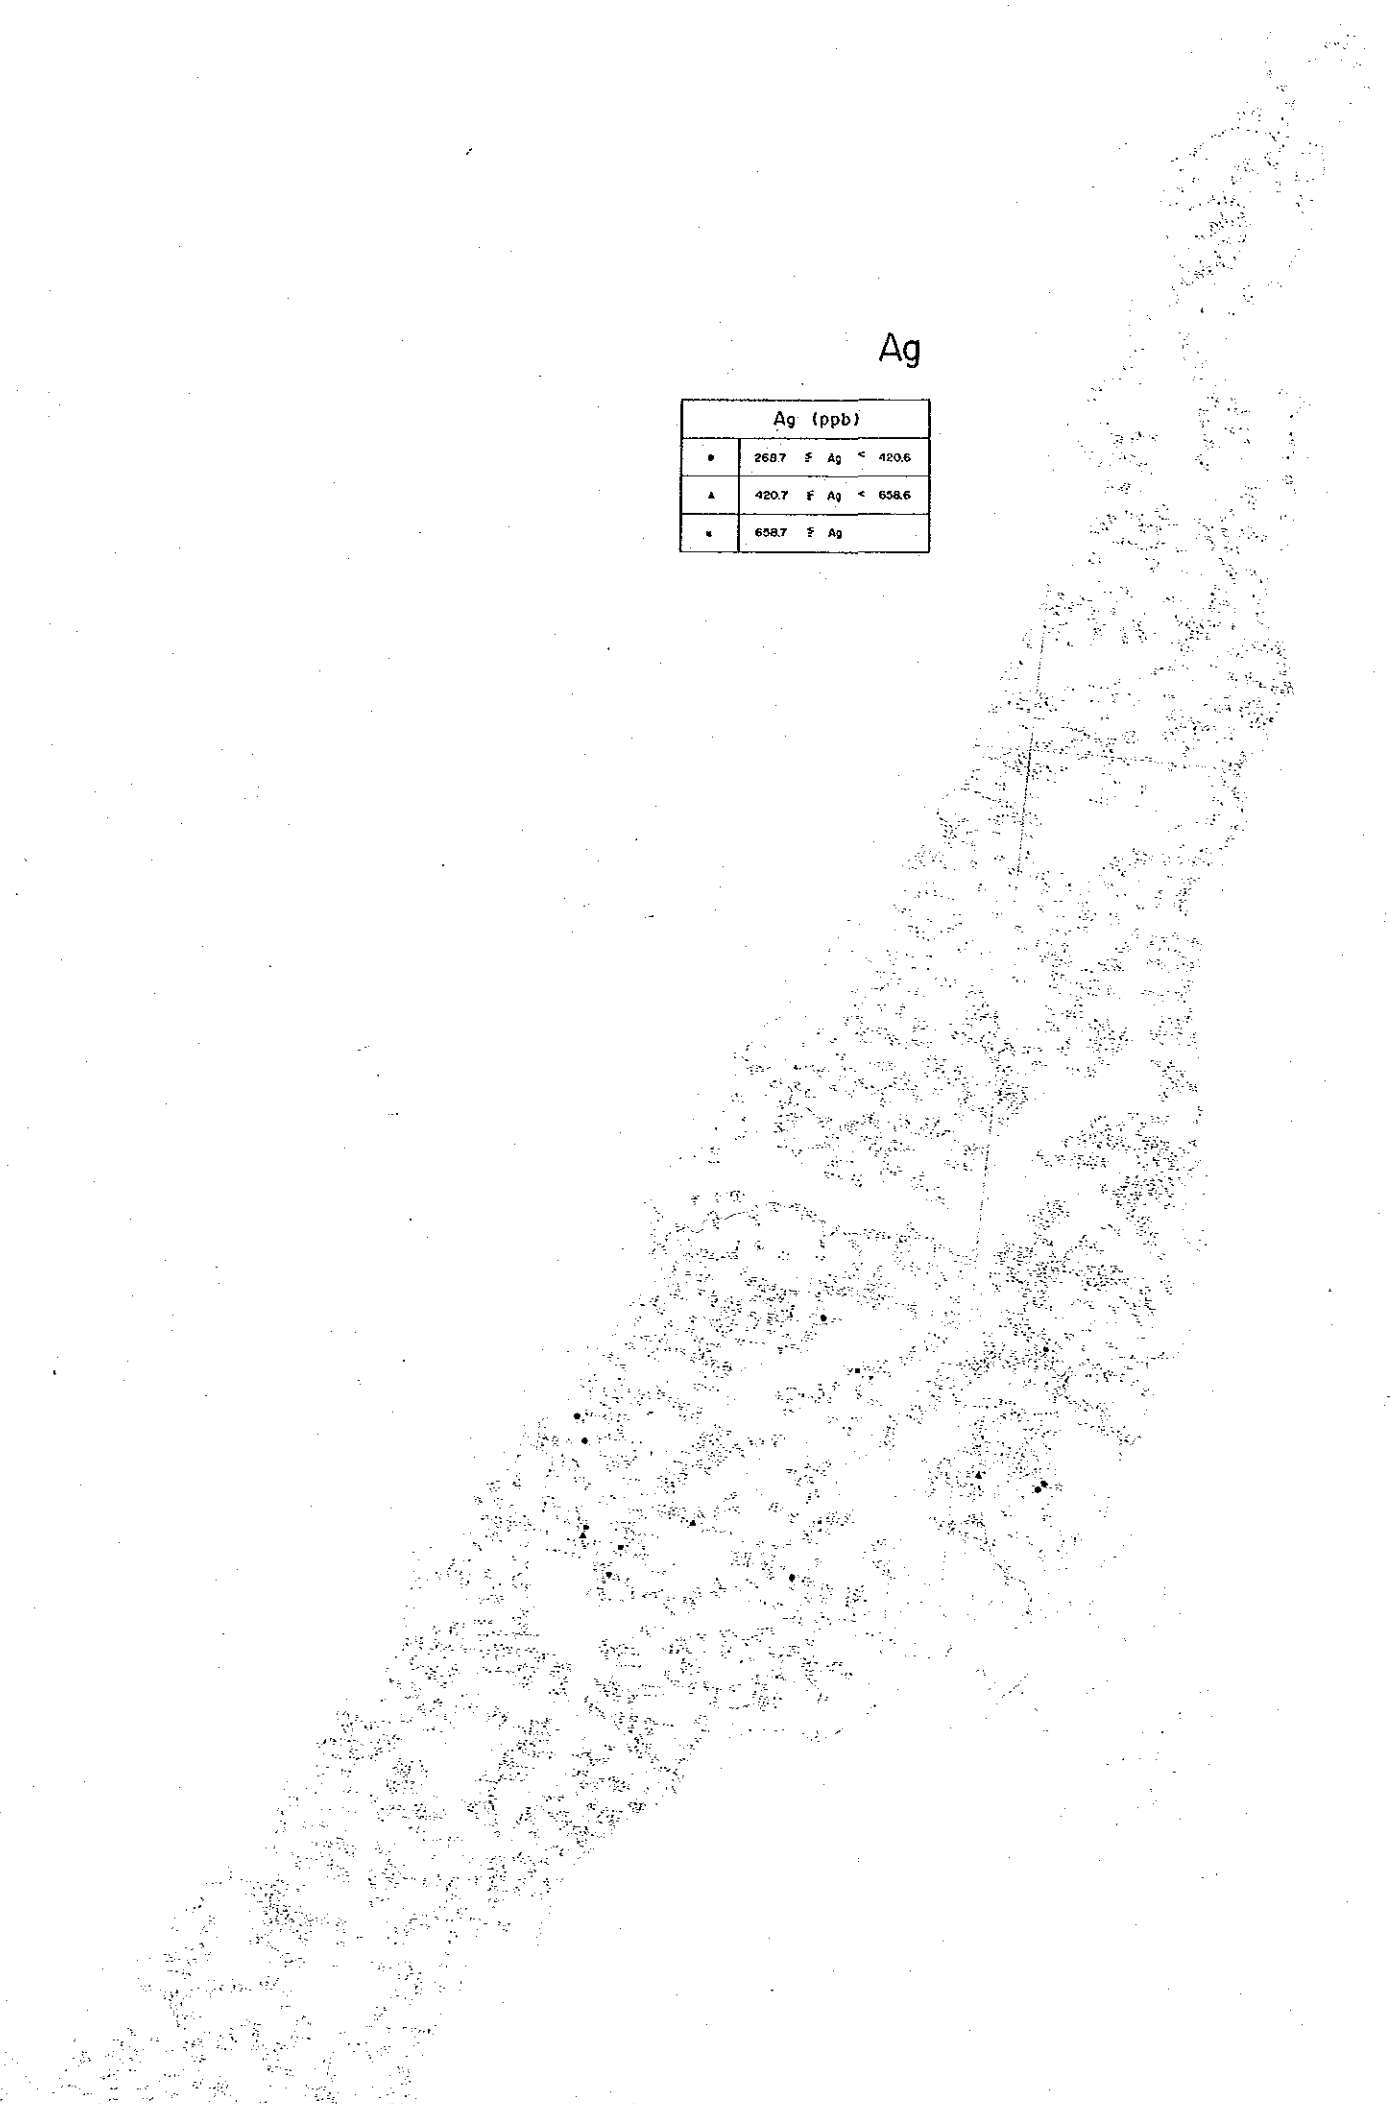 Ag
Ag (ppb)
268.7 ≦ Ag < 420.6
420.7 ≦ Ag < 658.6
658.7 ≦ Ag